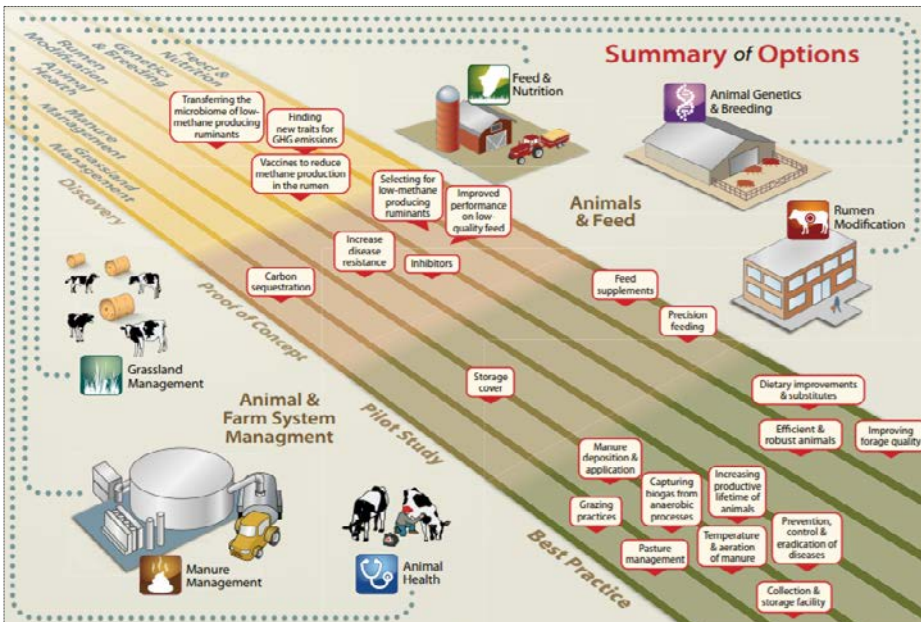 Summary of Options
Feed &
Nutrition
Genetics
& Breeding
Rumen
Modification
Animal
Health
Manure
Management
Grassland
Management
Discovery
Proof of Concept
Pilot Study
Best Practice
Feed &
Nutrition
Animal Genetics
& Breeding
Rumen
Modification
Animals
& Feed
Transferring the
microbiome of low-
methane producing
ruminants
Finding
new traits for
GHG emissions
Vaccines to reduce
methane production
in the rumen
Selecting for
low-methane
producing
ruminants
Improved
performance
on low-
quality feed
Increase
disease
resistance
Inhibitors
Carbon
sequestration
Feed
supplements
Precision
feeding
Grassland
Management
Animal &
Farm System
Managment
Storage
cover
Dietary improvements
& substitutes
Efficient &
robust animals
Improving
forage quality
Manure
deposition &
application
Capturing
biogas from
anaerobic
processes
Increasing
productive
lifetime of
animals
Grazing
practices
Pasture
management
Temperature
& aeration
of manure
Prevention,
control &
eradication of
diseases
Collection &
storage facility
Manure
Management
Animal
Health